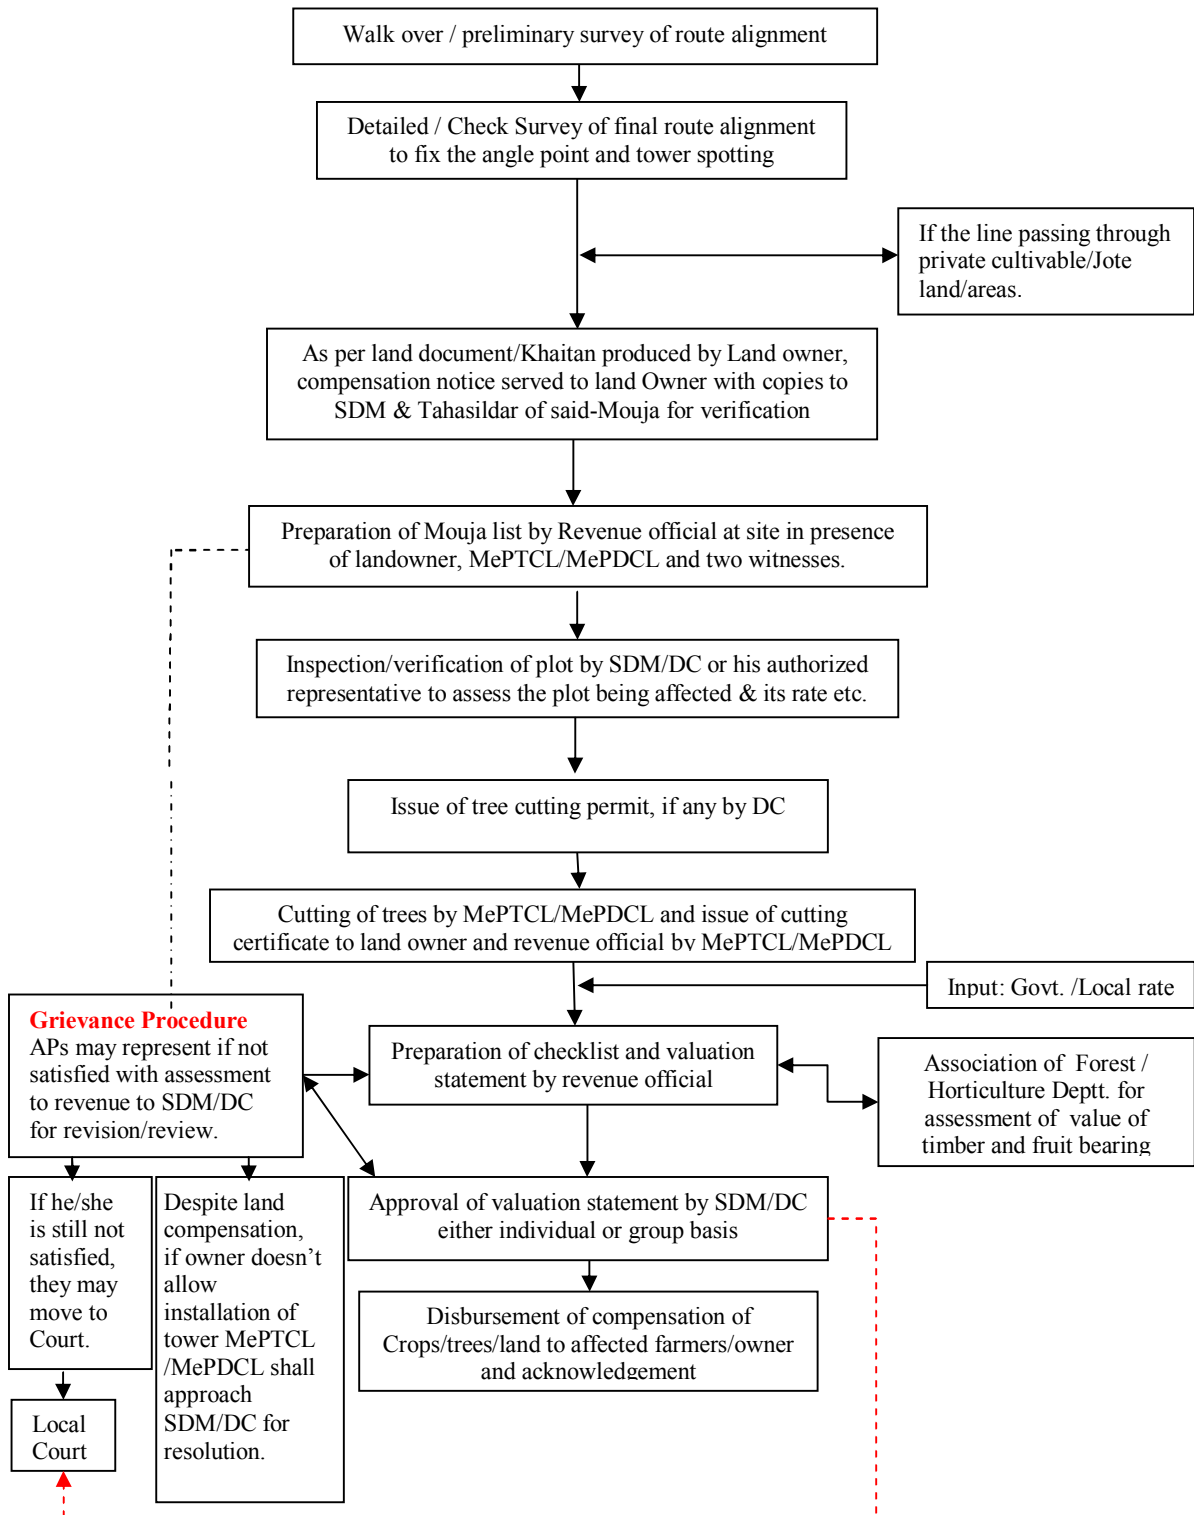 Walk over / preliminary survey of route alignment
Detailed / Check Survey of final route alignment
to fix the angle point and tower spotting
If the line passing through
private cultivable/Jote
land/areas.
As per land document/Khaitan produced by Land owner,
compensation notice served to land Owner with copies to
SDM & Tahasildar of said-Mouja for verification
Preparation of Mouja list by Revenue official at site in presence
of landowner, MePTCL/MePDCL and two witnesses.
Inspection/verification of plot by SDM/DC or his authorized
representative to assess the plot being affected & its rate etc.
Issue of tree cutting permit, if any by DC
Cutting of trees by MePTCL/MePDCL and issue of cutting
certificate to land owner and revenue official by MePTCL/MePDCL
Input: Govt. /Local rate
Grievance Procedure
APs may represent if not
satisfied with assessment
to revenue to SDM/DC
for revision/review.
Preparation of checklist and valuation
statement by revenue official
Association of Forest /
Horticulture Deptt. for
assessment of value of
timber and fruit bearing
If he/she
is still not
satisfied,
they may
move to
Court.
Despite land
compensation,
if owner doesn't
allow
installation of
tower MePTCL
/MePDCL shall
approach
SDM/DC for
resolution.
Approval of valuation statement by SDM/DC
either individual or group basis
Disbursement of compensation of
Crops/trees/land to affected farmers/owner
and acknowledgement
Local
Court